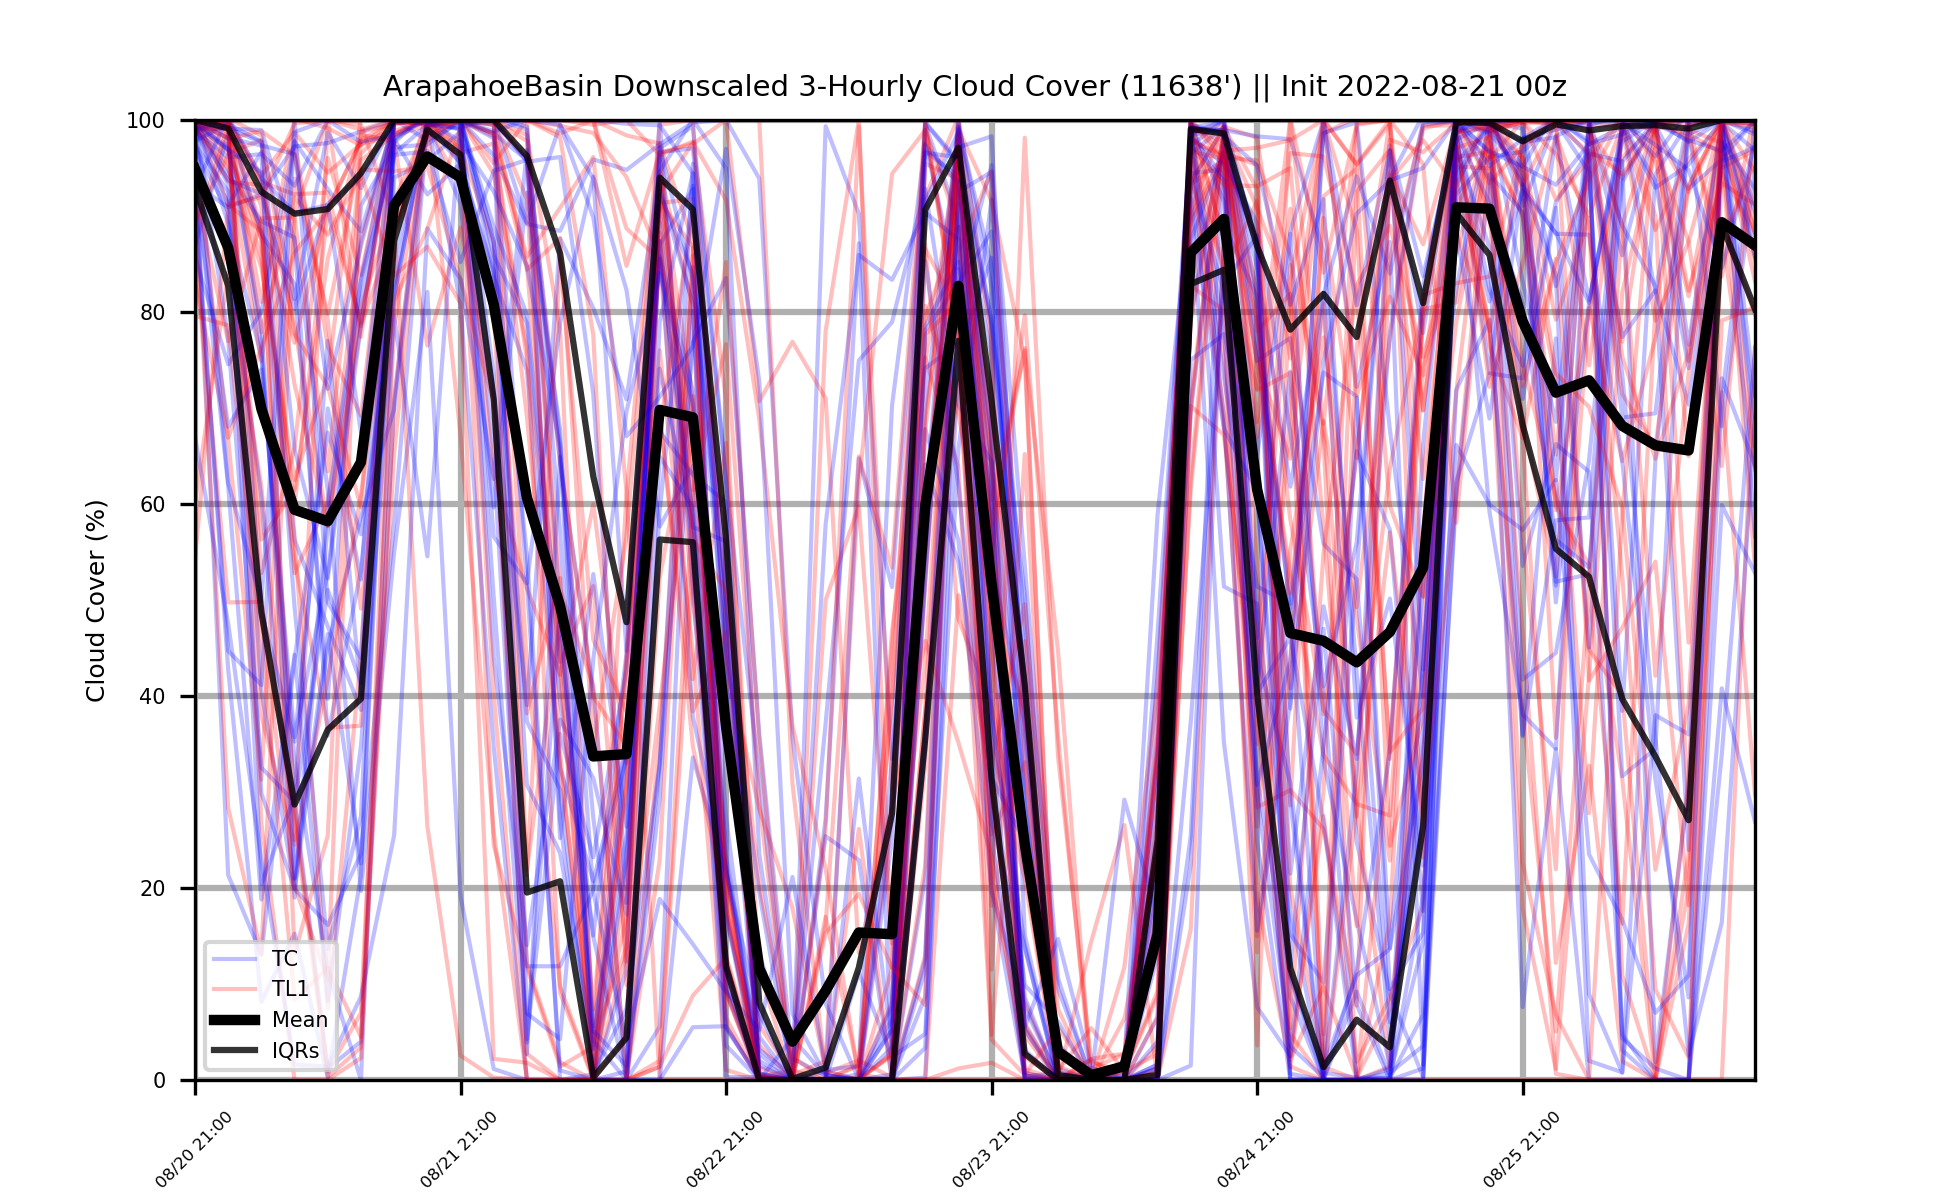 ArapahoeBasin Downscaled 3-Hourly Cloud Cover (11638') || Init 2022-08-21 00z
Cloud Cover (%)
100
80
60
40
20
0
TC
TL1
Mean
IQRs
08/20 21:00
08/21 21:00
08/22 21:00
08/23 21:00
08/24 21:00
08/25 21:00